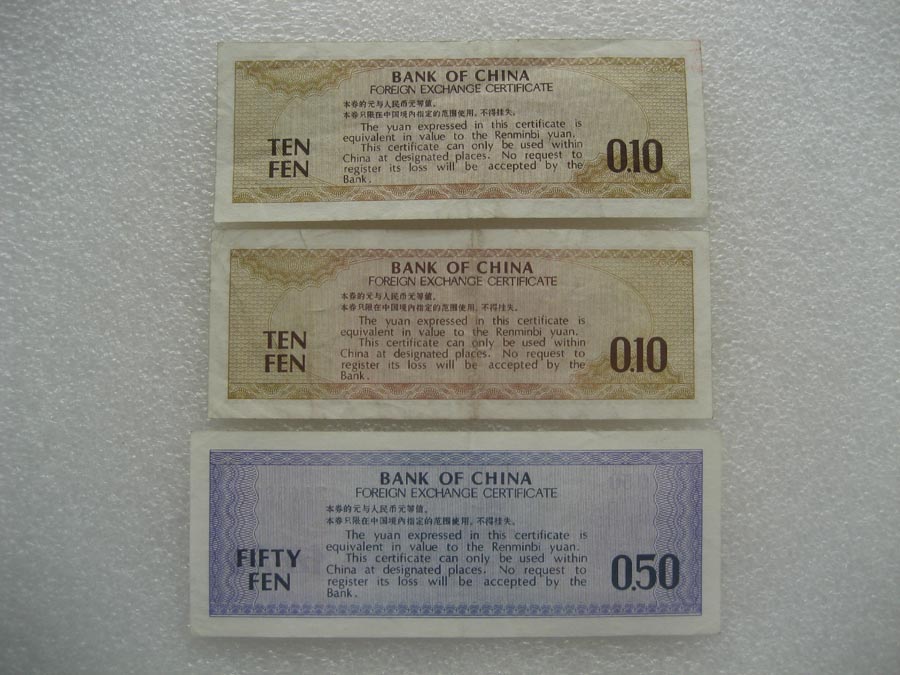 BANK OF CHINA
FOREIGN EXCHANGE CERTIFICATE
本券的元与人民币元等值。
本券只限在中国境内指定的范围使用，不得挂失。
The yuan expressed in this certificate is
equivalent in value to the Renminbi yuan.
This certificate can only be used within
China at designated places. No request to
register its loss will be accepted by the
Bank.
TEN
FEN
0.10
BANK OF CHINA
FOREIGN EXCHANGE CERTIFICATE
本券的元与人民币元等值。
本券只限在中国境内指定的范围使用，不得挂失。
The yuan expressed in this certificate is
equivalent in value to the Renminbi yuan.
This certificate can only be used within
China at designated places. No request to
register its loss will be accepted by the
Bank.
TEN
FEN
0.10
BANK OF CHINA
FOREIGN EXCHANGE CERTIFICATE
本券的元与人民币元等值。
本券只限在中国境内指定的范围使用，不得挂失。
The yuan expressed in this certificate is
equivalent in value to the Renminbi yuan.
This certificate can only be used within
China at designated places. No request to
register its loss will be accepted by the
Bank.
FIFTY
FEN
0.50